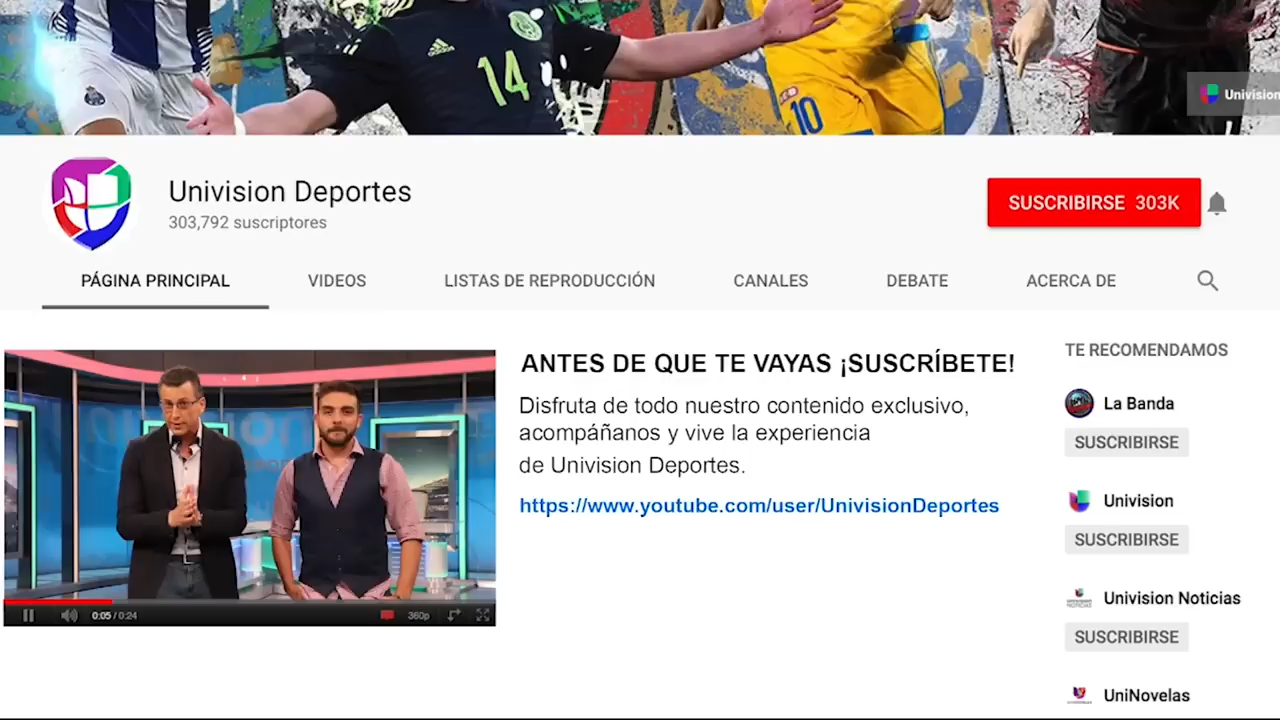 14
10
Univision
Univision Deportes
303,792 suscriptores
SUSCRIBIRSE 303K
PÁGINA PRINCIPAL VIDEOS LISTAS DE REPRODUCCIÓN CANALES DEBATE ACERCA DE
ANTES DE QUE TE VAYAS ¡SUSCRÍBETE!
Disfruta de todo nuestro contenido exclusivo,
acompáñanos y vive la experiencia
de Univision Deportes.
https://www.youtube.com/user/UnivisionDeportes
0:05 / 0:24 360p
TE RECOMENDAMOS
La Banda
SUSCRIBIRSE
Univision
SUSCRIBIRSE
Univision Noticias
SUSCRIBIRSE
UniNovelas